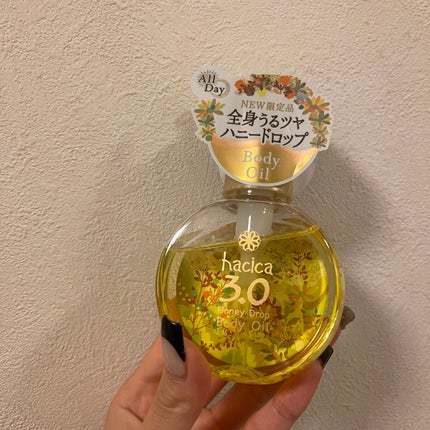 All
Day
NEW限定品
全身うるツヤ
ハニードロップ
Body
Oil
hacica
3.0
Honey Drop
Body Oil